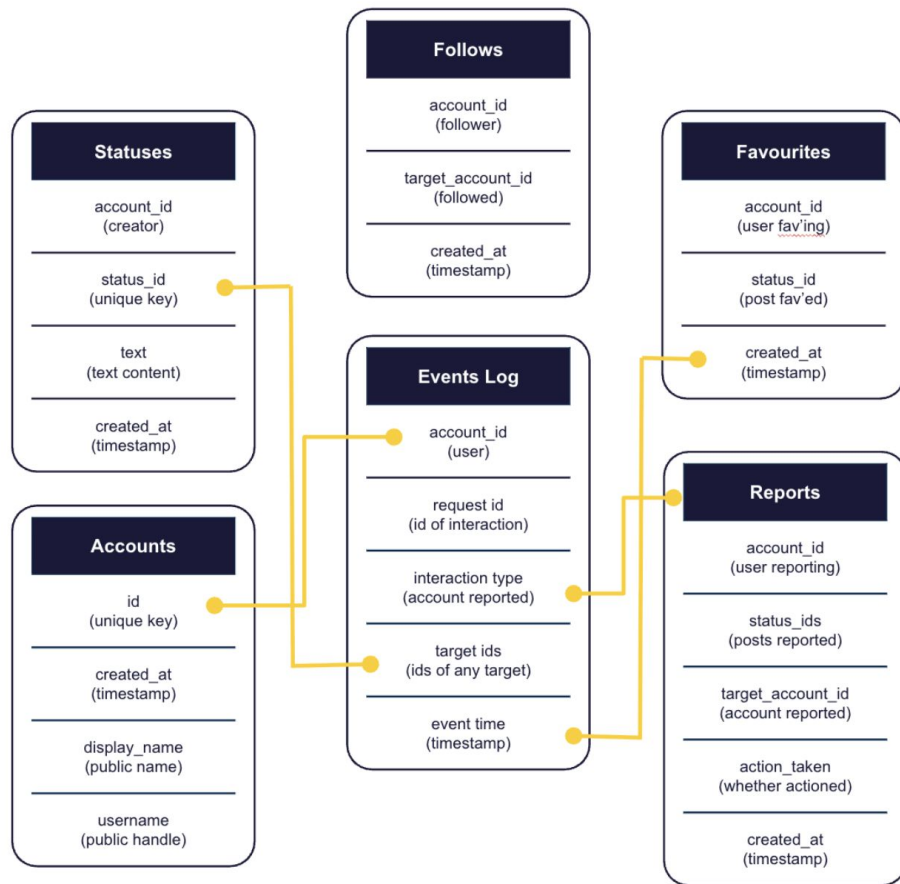 Follows
account_id
(follower)
target_account_id
(followed)
created_at
(timestamp)
Statuses
account_id
(creator)
status_id
(unique key)
text
(text content)
created_at
(timestamp)
Favourites
account_id
(user fav'ing)
status_id
(post fav'ed)
created_at
(timestamp)
Events Log
account_id
(user)
request id
(id of interaction)
interaction type
(account reported)
target ids
(ids of any target)
event time
(timestamp)
Accounts
id
(unique key)
created_at
(timestamp)
display_name
(public name)
username
(public handle)
Reports
account_id
(user reporting)
status_ids
(posts reported)
target_account_id
(account reported)
action_taken
(whether actioned)
created_at
(timestamp)